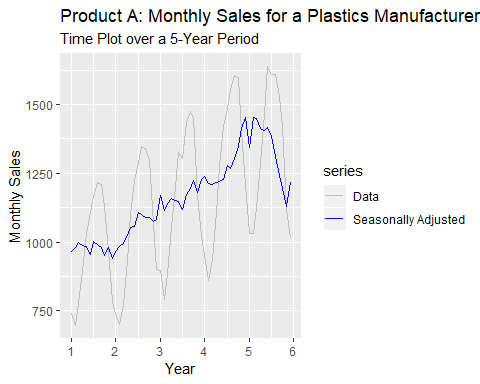 Product A: Monthly Sales for a Plastics Manufacturer
Time Plot over a 5-Year Period
1500
1250
1000
750
Monthly Sales
1 2 3 4 5 6
Year
series
Data
Seasonally Adjusted